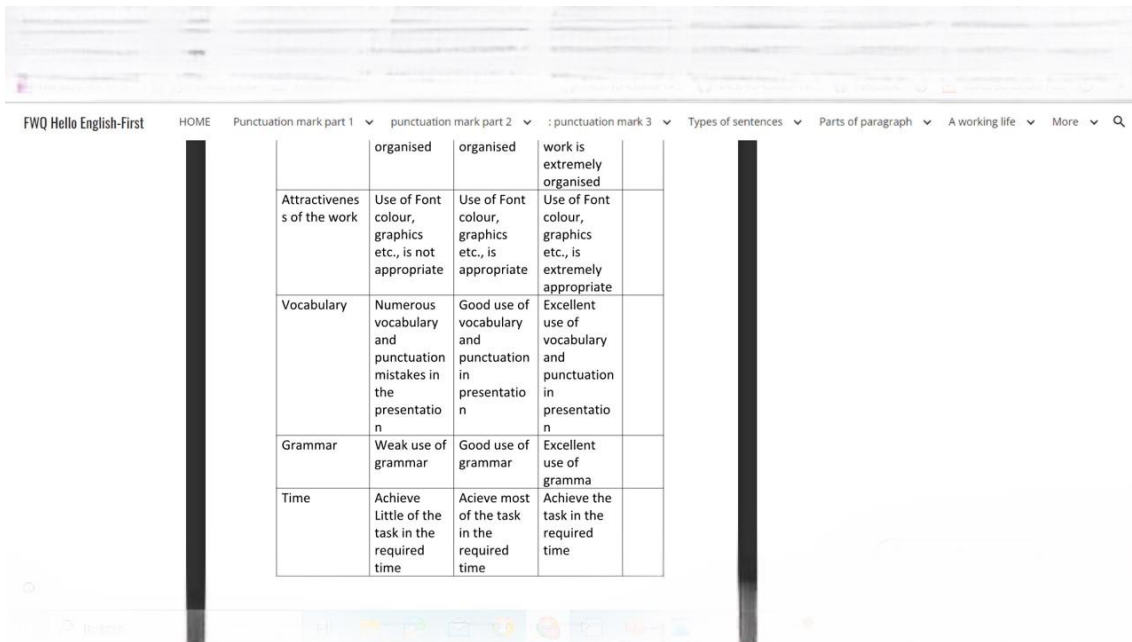 FWQ Hello English-First HOME Punctuation mark part 1 punctuation mark part 2 : punctuation mark 3 Types of sentences Parts of paragraph A working life More
organised organised work is
extremely
organised
Attractivenes Use of Font Use of Font Use of Font
s of the work colour, colour, colour,
graphics graphics graphics
etc., is not etc., is etc., is
appropriate appropriate extremely
appropriate
Vocabulary Numerous Good use of Excellent
vocabulary vocabulary use of
and and vocabulary
punctuation punctuation and
mistakes in in punctuation
the presentatio in
presentatio n presentatio
n n
Grammar Weak use of Good use of Excellent
grammar grammar use of
gramma
Time Achieve Acieve most Achieve the
Little of the of the task task in the
task in the in the required
required required time
time time